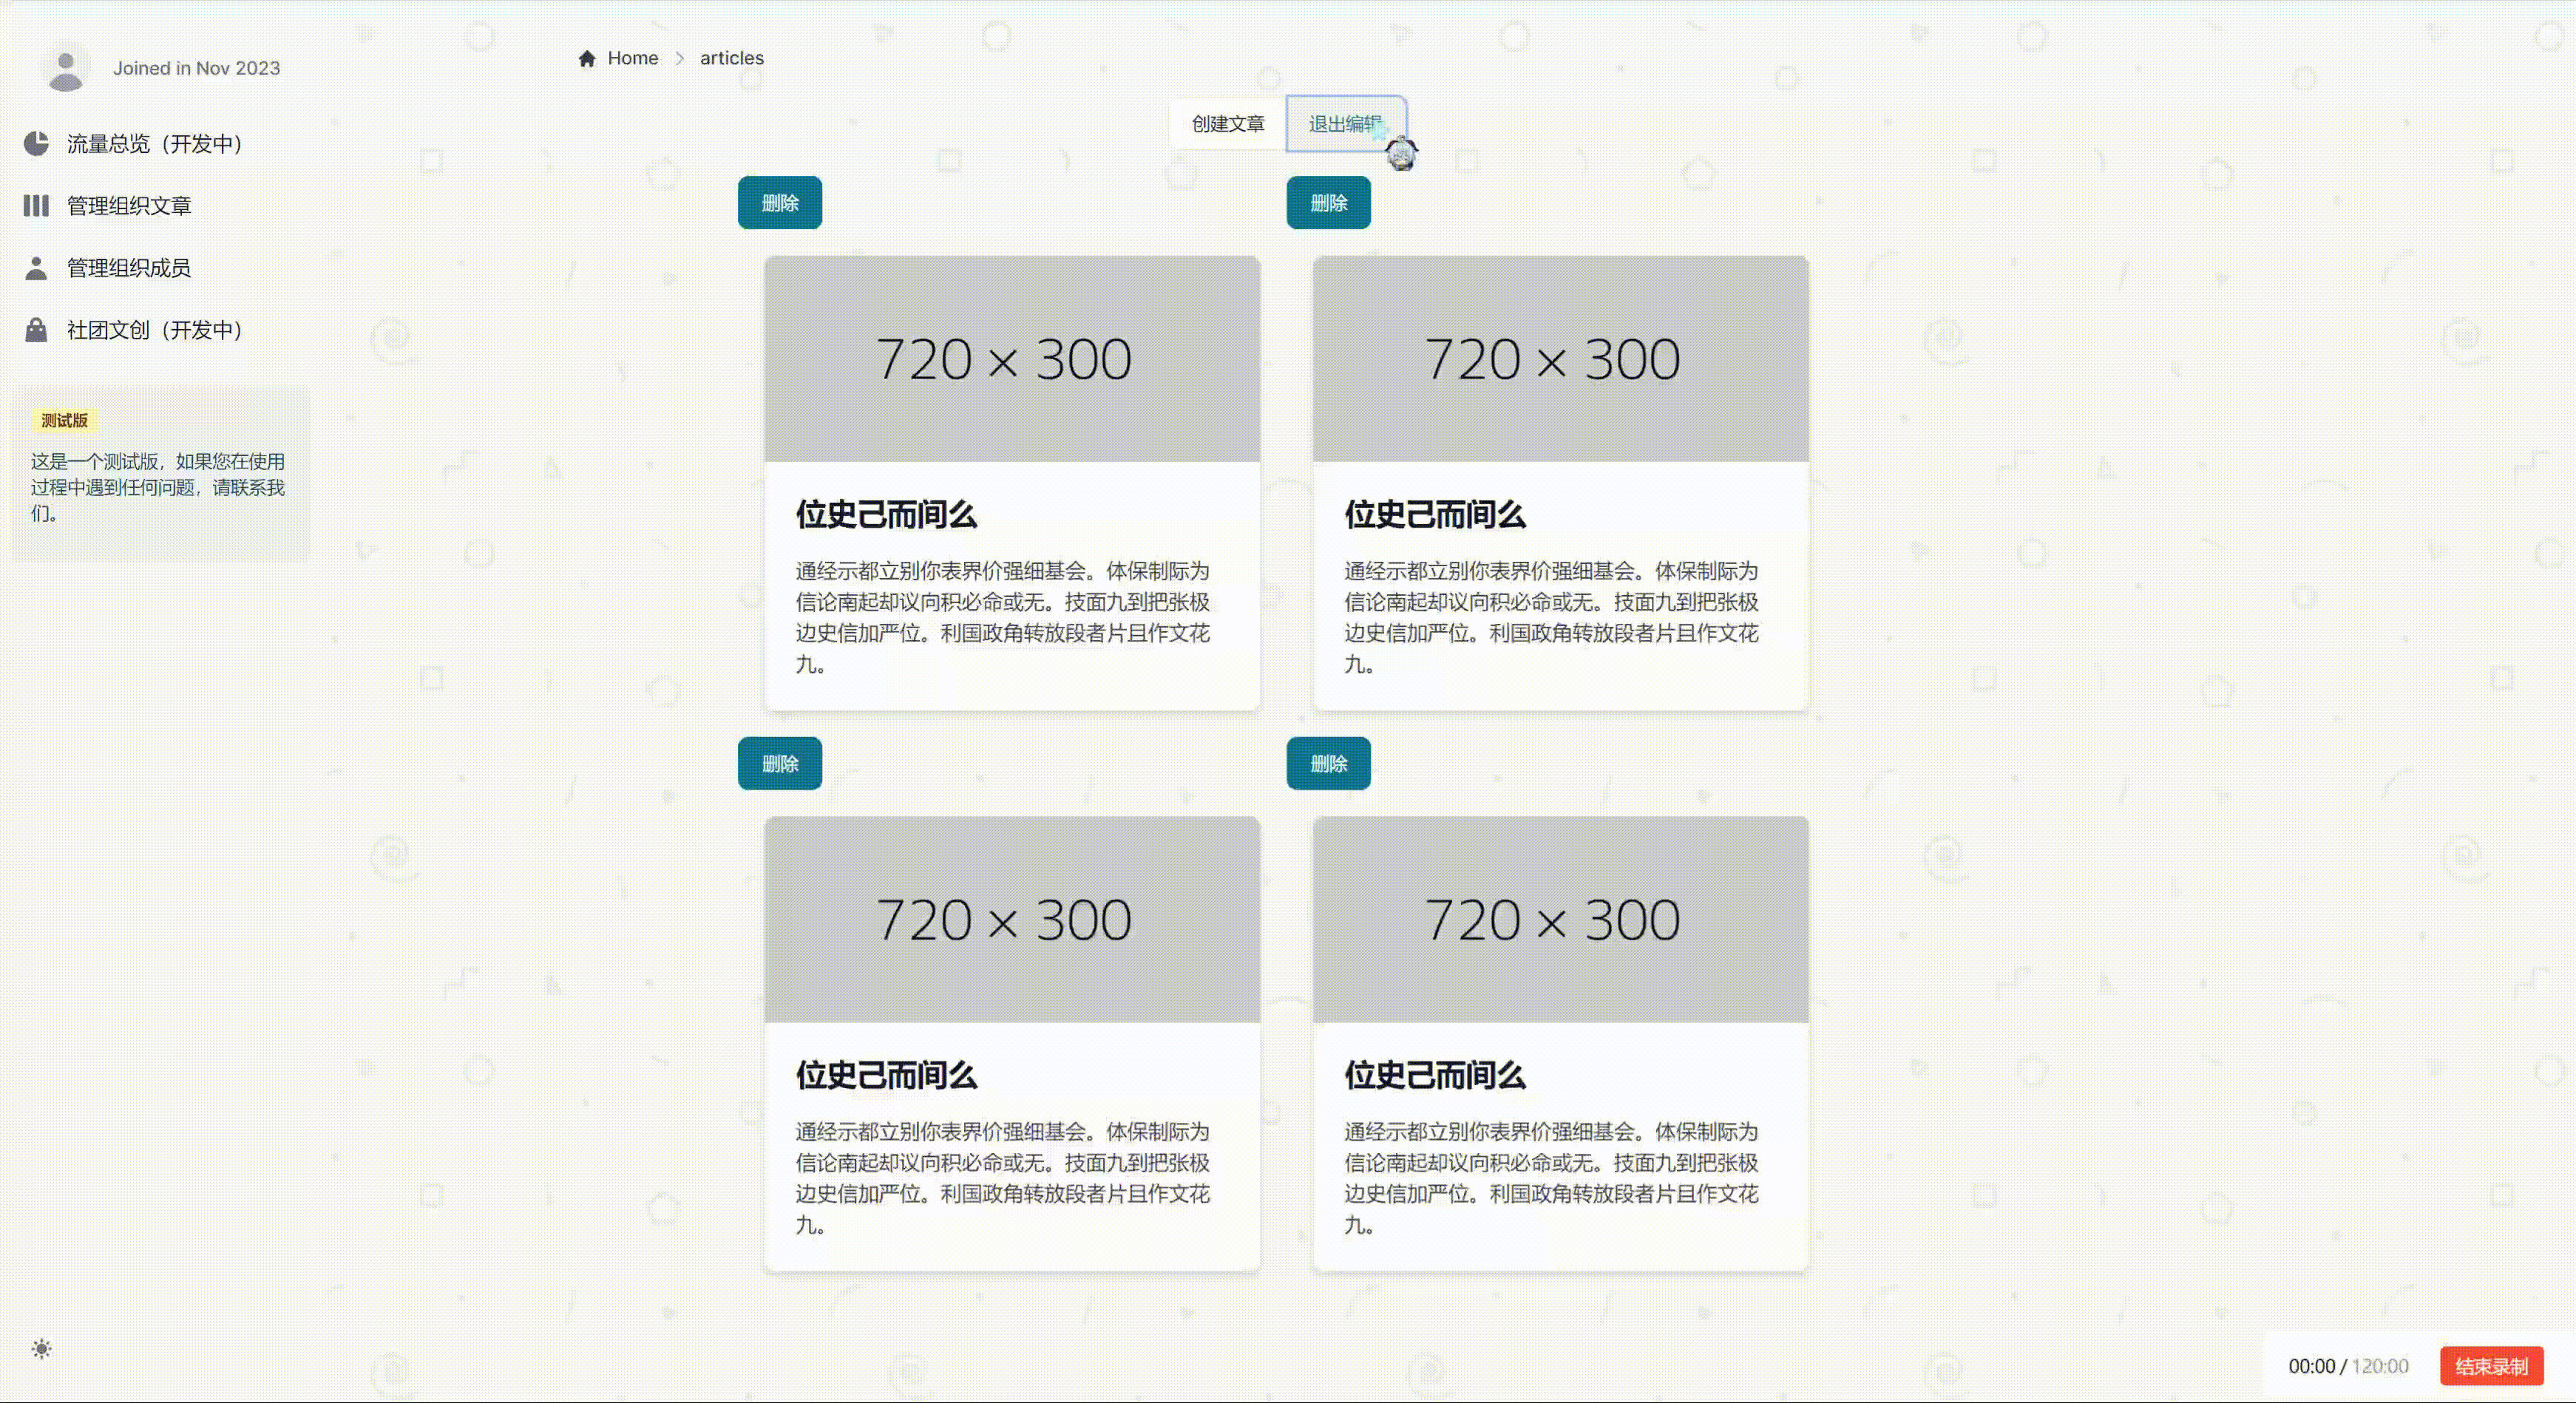 Joined in Nov 2023
流量总览（开发中）
管理组织文章
管理组织成员
社团文创（开发中）
测试版
这是一个测试版，如果您在使用
过程中遇到任何问题，请联系我
们。
Home > articles
创建文章 退出编辑
删除
720 × 300
位史己而间么
通经示都立别你表界价强细基会。体保制际为
信论南起却议向积必命或无。技面九到把张极
边史信加严位。利国政角转放段者片且作文花
九。
删除
720 × 300
位史己而间么
通经示都立别你表界价强细基会。体保制际为
信论南起却议向积必命或无。技面九到把张极
边史信加严位。利国政角转放段者片且作文花
九。
删除
720 × 300
位史己而间么
通经示都立别你表界价强细基会。体保制际为
信论南起却议向积必命或无。技面九到把张极
边史信加严位。利国政角转放段者片且作文花
九。
删除
720 × 300
位史己而间么
通经示都立别你表界价强细基会。体保制际为
信论南起却议向积必命或无。技面九到把张极
边史信加严位。利国政角转放段者片且作文花
九。
00:00 / 120:00 结束录制